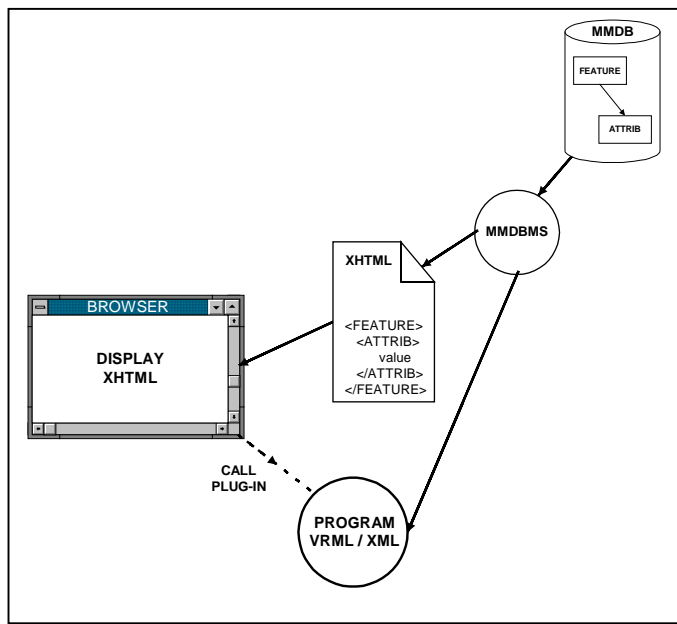 MMDB
FEATURE
ATTRIB
MMDBMS
XHTML
<FEATURE>
<ATTRIB>
value
</ATTRIB>
</FEATURE>
BROWSER
DISPLAY
XHTML
CALL
PLUG-IN
PROGRAM
VRML / XML